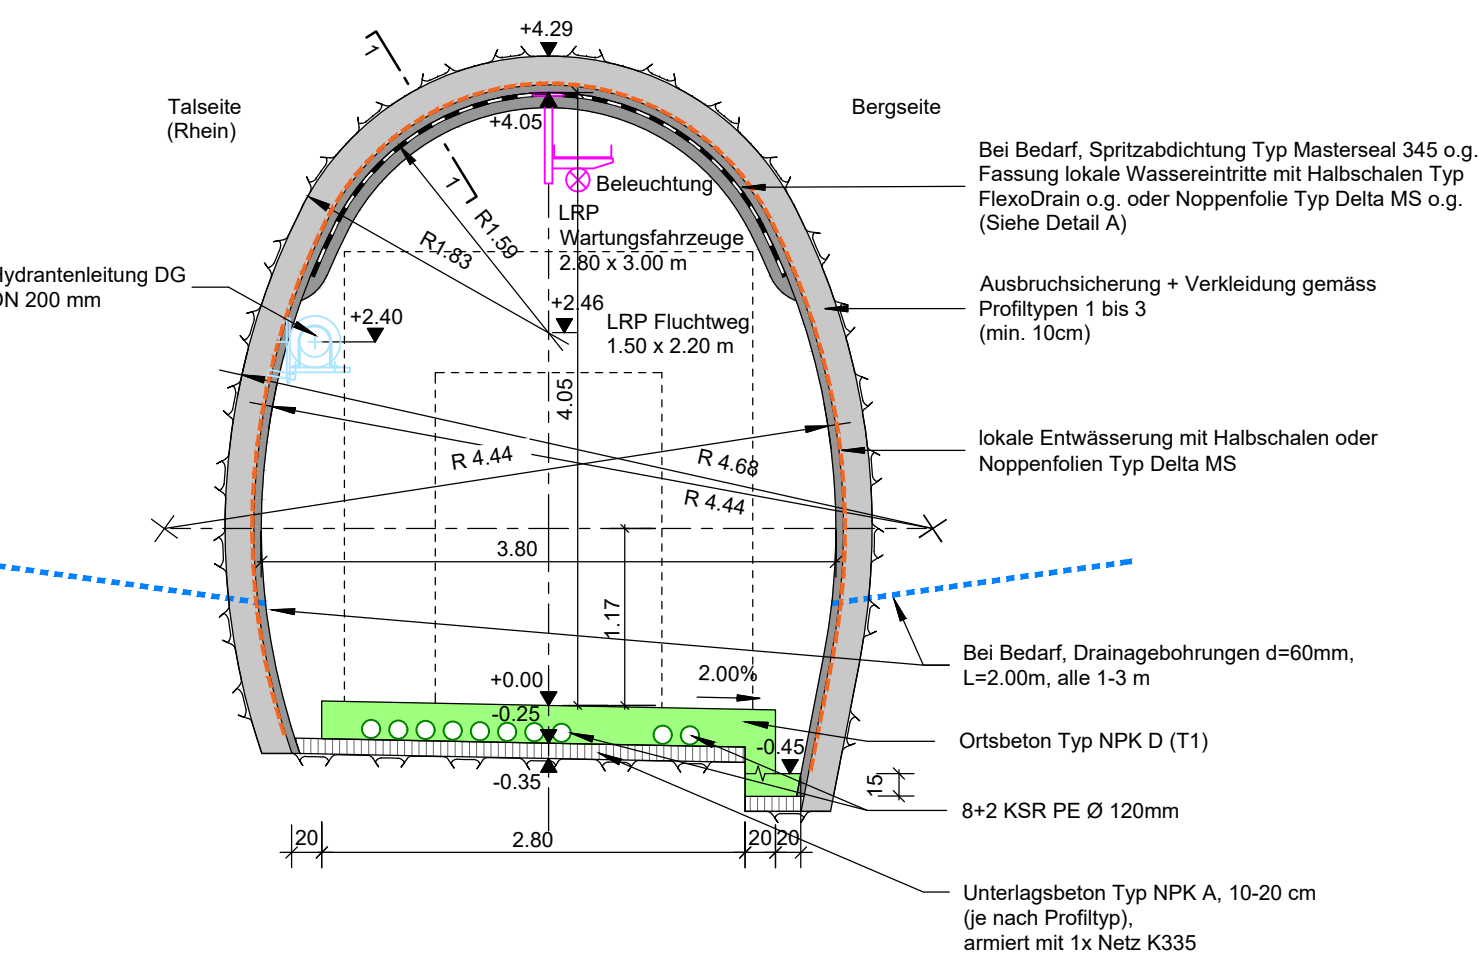 +4.29
1
Talseite
(Rhein)
Bergseite
+4.05
Bei Bedarf, Spritzabdichtung Typ Masterseal 345 o.g.
Fassung lokale Wassereintritte mit Halbschalen Typ
FlexoDrain o.g. oder Noppenfolie Typ Delta MS o.g.
(Siehe Detail A)
1
Beleuchtung
LRP
Wartungsfahrzeuge
2.80 x 3.00 m
R1.59
R1.83
ydrantenleitung DG
N 200 mm
Ausbruchsicherung + Verkleidung gemäss
Profiltypen 1 bis 3
(min. 10cm)
+2.46
+2.40
LRP Fluchtweg
1.50 x 2.20 m
4.05
lokale Entwässerung mit Halbschalen oder
Noppenfolien Typ Delta MS
R 4.44
R 4.68
R 4.44
3.80
1.17
Bei Bedarf, Drainagebohrungen d=60mm,
L=2.00m, alle 1-3 m
+0.00
2.00%
-0.25
Ortsbeton Typ NPK D (T1)
-0.45
-0.35
15
8+2 KSR PE Ø 120mm
20
2.80
20
20
Unterlagsbeton Typ NPK A, 10-20 cm
(je nach Profiltyp),
armiert mit 1x Netz K335